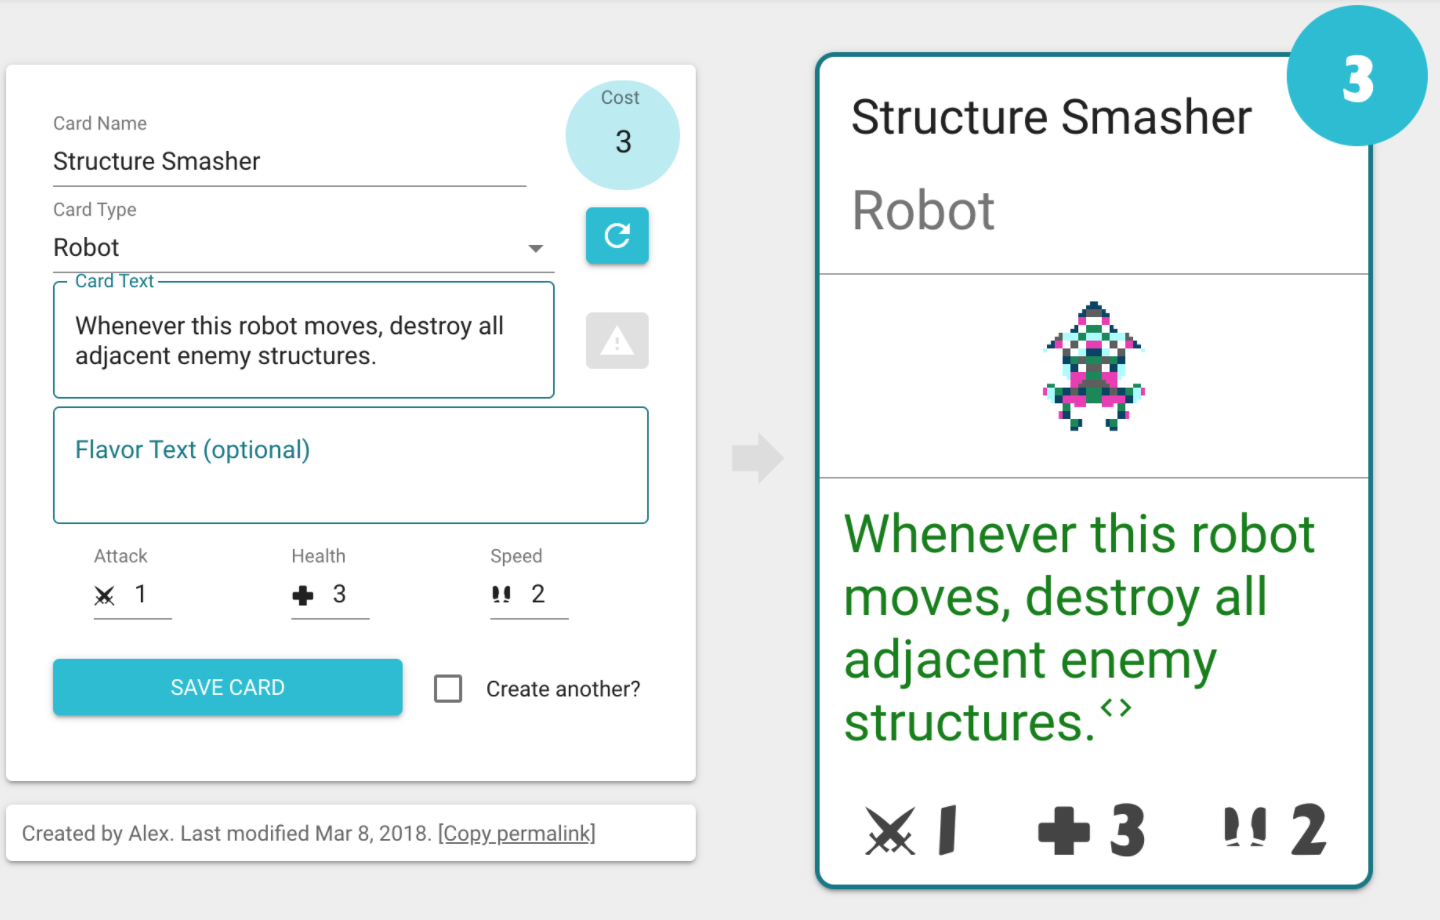 Card Name
Structure Smasher
Cost
3
Card Type
Robot
Card Text
Whenever this robot moves, destroy all
adjacent enemy structures.
Flavor Text (optional)
Attack
1
Health
3
Speed
2
SAVE CARD
Create another?
Created by Alex. Last modified Mar 8, 2018. [Copy permalink]
3
Structure Smasher
Robot
Whenever this robot
moves, destroy all
adjacent enemy
structures.<>
1
3
2